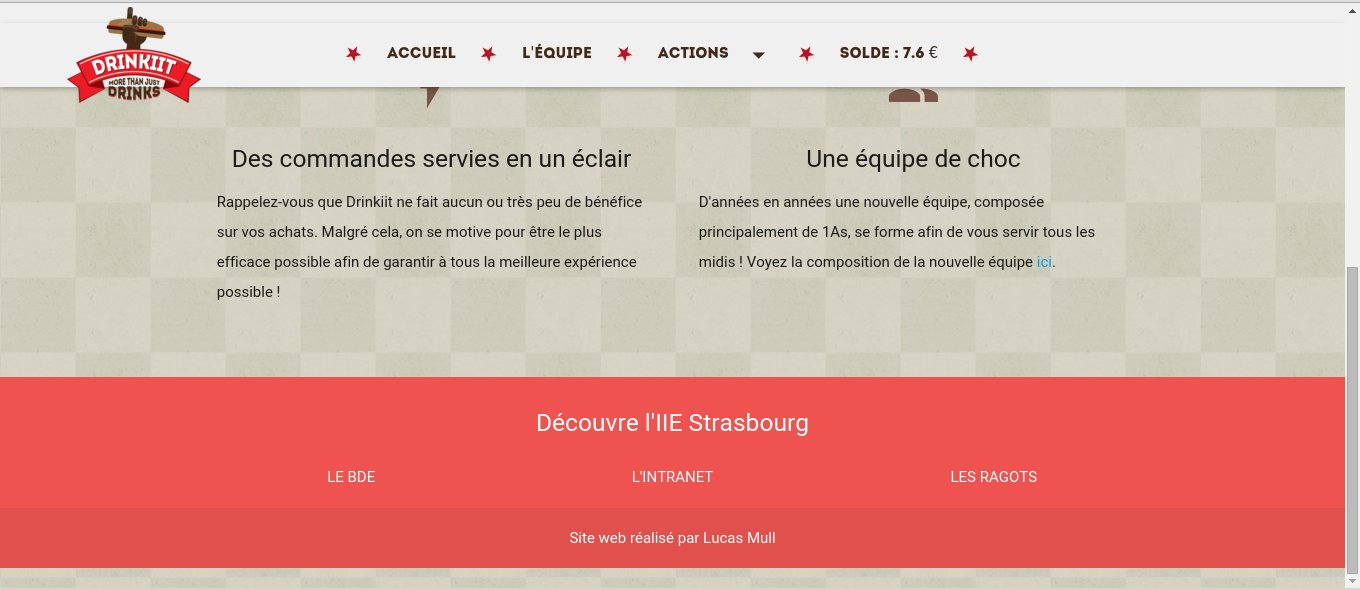 DRINKIIT
MORE THAN JUST
DRINKS
ACCUEIL
L'ÉQUIPE
ACTIONS
SOLDE : 7.6 €
Des commandes servies en un éclair
Rappelez-vous que Drinkiit ne fait aucun ou très peu de bénéfice
sur vos achats. Malgré cela, on se motive pour être le plus
efficace possible afin de garantir à tous la meilleure expérience
possible !
Une équipe de choc
D'années en années une nouvelle équipe, composée
principalement de 1As, se forme afin de vous servir tous les
midis ! Voyez la composition de la nouvelle équipe ici.
Découvre l'IIE Strasbourg
LE BDE
L'INTRANET
LES RAGOTS
Site web réalisé par Lucas Mull